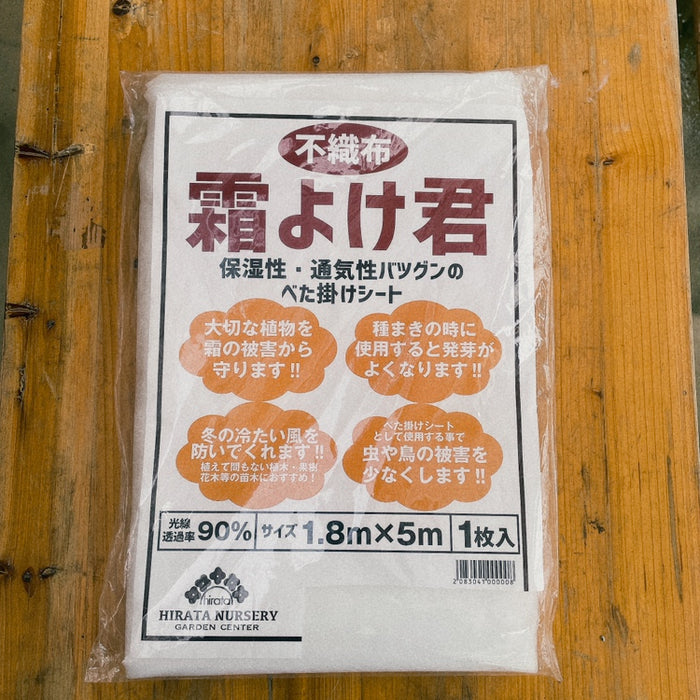 不織布
霜よけ君
保湿性・通気性バツグンの
べた掛けシート
大切な植物を
霜の被害から
守ります!!
種まきの時に
使用すると発芽が
よくなります!!
冬の冷たい風を
防いでくれます!!
植えて間もない植木・果樹
花木等の苗木におすすめ!
べた掛けシート
として使用する事で
虫や鳥の被害を
少なくします!!
光線
透過率 90% サイズ 1.8m×5m 1枚入
2083041000008
hirata
HIRATA NURSERY
GARDEN CENTER